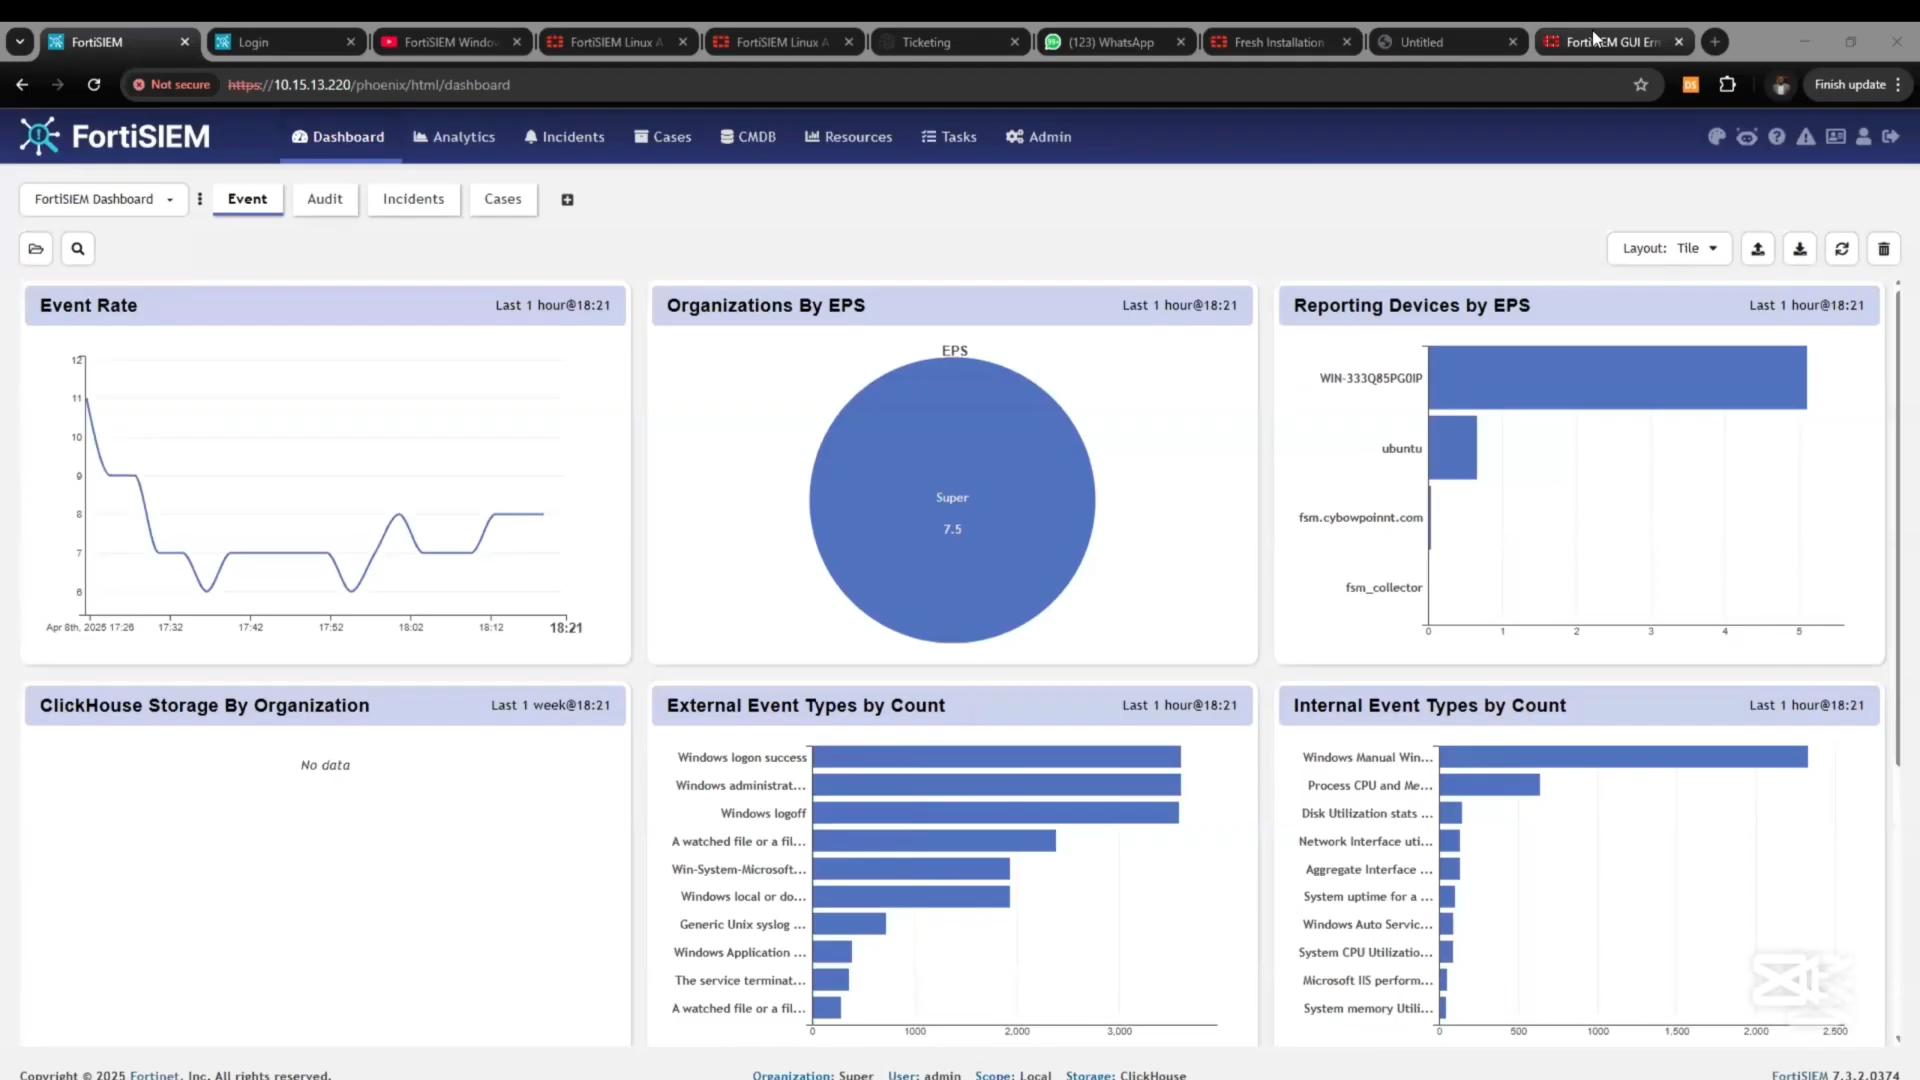 FortiSIEM
Login
FortiSIEM Windo
FortiSIEM Linux A
FortiSIEM Linux A
Ticketing
(123) WhatsApp
Fresh Installation
Untitled
FortiSIEM GUI Err
Not secure
https://10.15.13.220/phoenix/html/dashboard
DS
Finish update
FortiSIEM
Dashboard
Analytics
Incidents
Cases
CMDB
Resources
Tasks
Admin
FortiSIEM Dashboard
Event
Audit
Incidents
Cases
Layout: Tile
Event Rate
Last 1 hour@18:21
12
11
10
9
8
7
6
Apr 8th, 2025 17:26
17:32
17:42
17:52
18:02
18:12
18:21
Organizations By EPS
Last 1 hour@18:21
EPS
Super
7.5
Reporting Devices by EPS
Last 1 hour@18:21
WIN-333Q85PG0IP
ubuntu
fsm.cybowpoinnt.com
fsm_collector
0
1
2
3
4
5
ClickHouse Storage By Organization
Last 1 week@18:21
No data
External Event Types by Count
Last 1 hour@18:21
Windows logon success
Windows administrat...
Windows logoff
A watched file or a fil...
Win-System-Microsoft...
Windows local or do...
Generic Unix syslog ...
Windows Application ...
The service terminat...
A watched file or a fil...
0
1000
2,000
3,000
Internal Event Types by Count
Last 1 hour@18:21
Windows Manual Win...
Process CPU and Me...
Disk Utilization stats ...
Network Interface uti...
Aggregate Interface ...
System uptime for a ...
Windows Auto Servic...
System CPU Utilizatio...
Microsoft IIS perform...
System memory Utili...
0
500
1000
1,500
2,000
2,500
Copyright © 2025 Fortinet, Inc. All rights reserved.
Organization: Super User: admin Scope: Local Storage: ClickHouse
FortiSIEM 7.3.2.0374